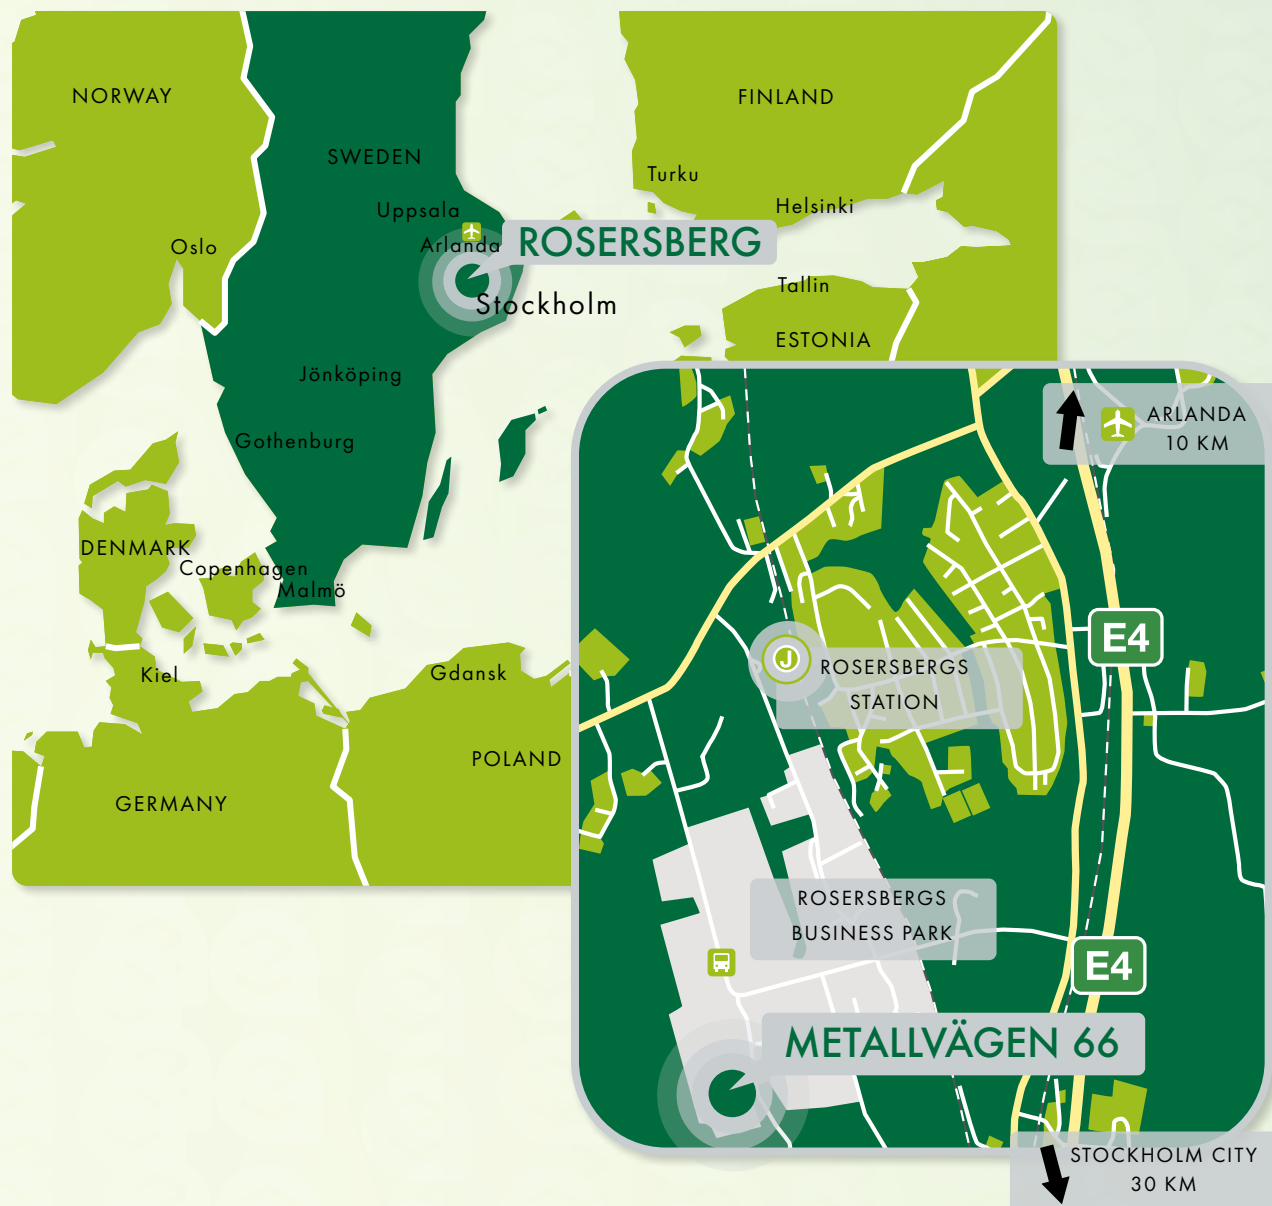 NORWAY
FINLAND
SWEDEN
Turku
Uppsala
Helsinki
Oslo
Arlanda
ROSERSBERG
Tallin
Stockholm
ESTONIA
Jönköping
Gothenburg
DENMARK
Copenhagen
Malmö
Kiel
Gdansk
POLAND
GERMANY
ARLANDA
10 KM
E4
J
ROSERSBERGS
STATION
ROSERSBERGS
BUSINESS PARK
E4
METALLVÄGEN 66
STOCKHOLM CITY
30 KM